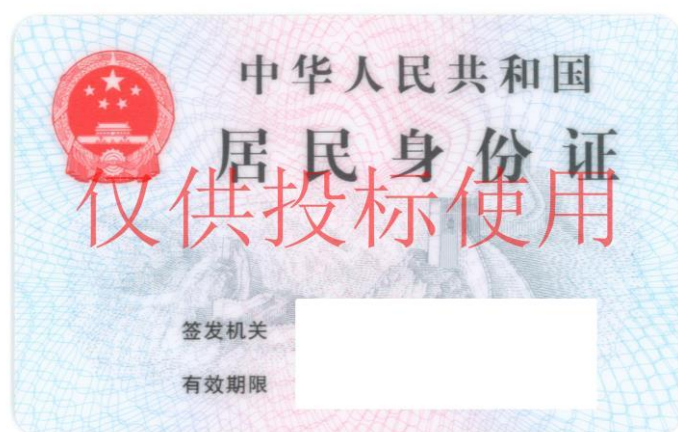 中华人民共和国
居民身份证
仅供投标使用
签发机关
有效期限